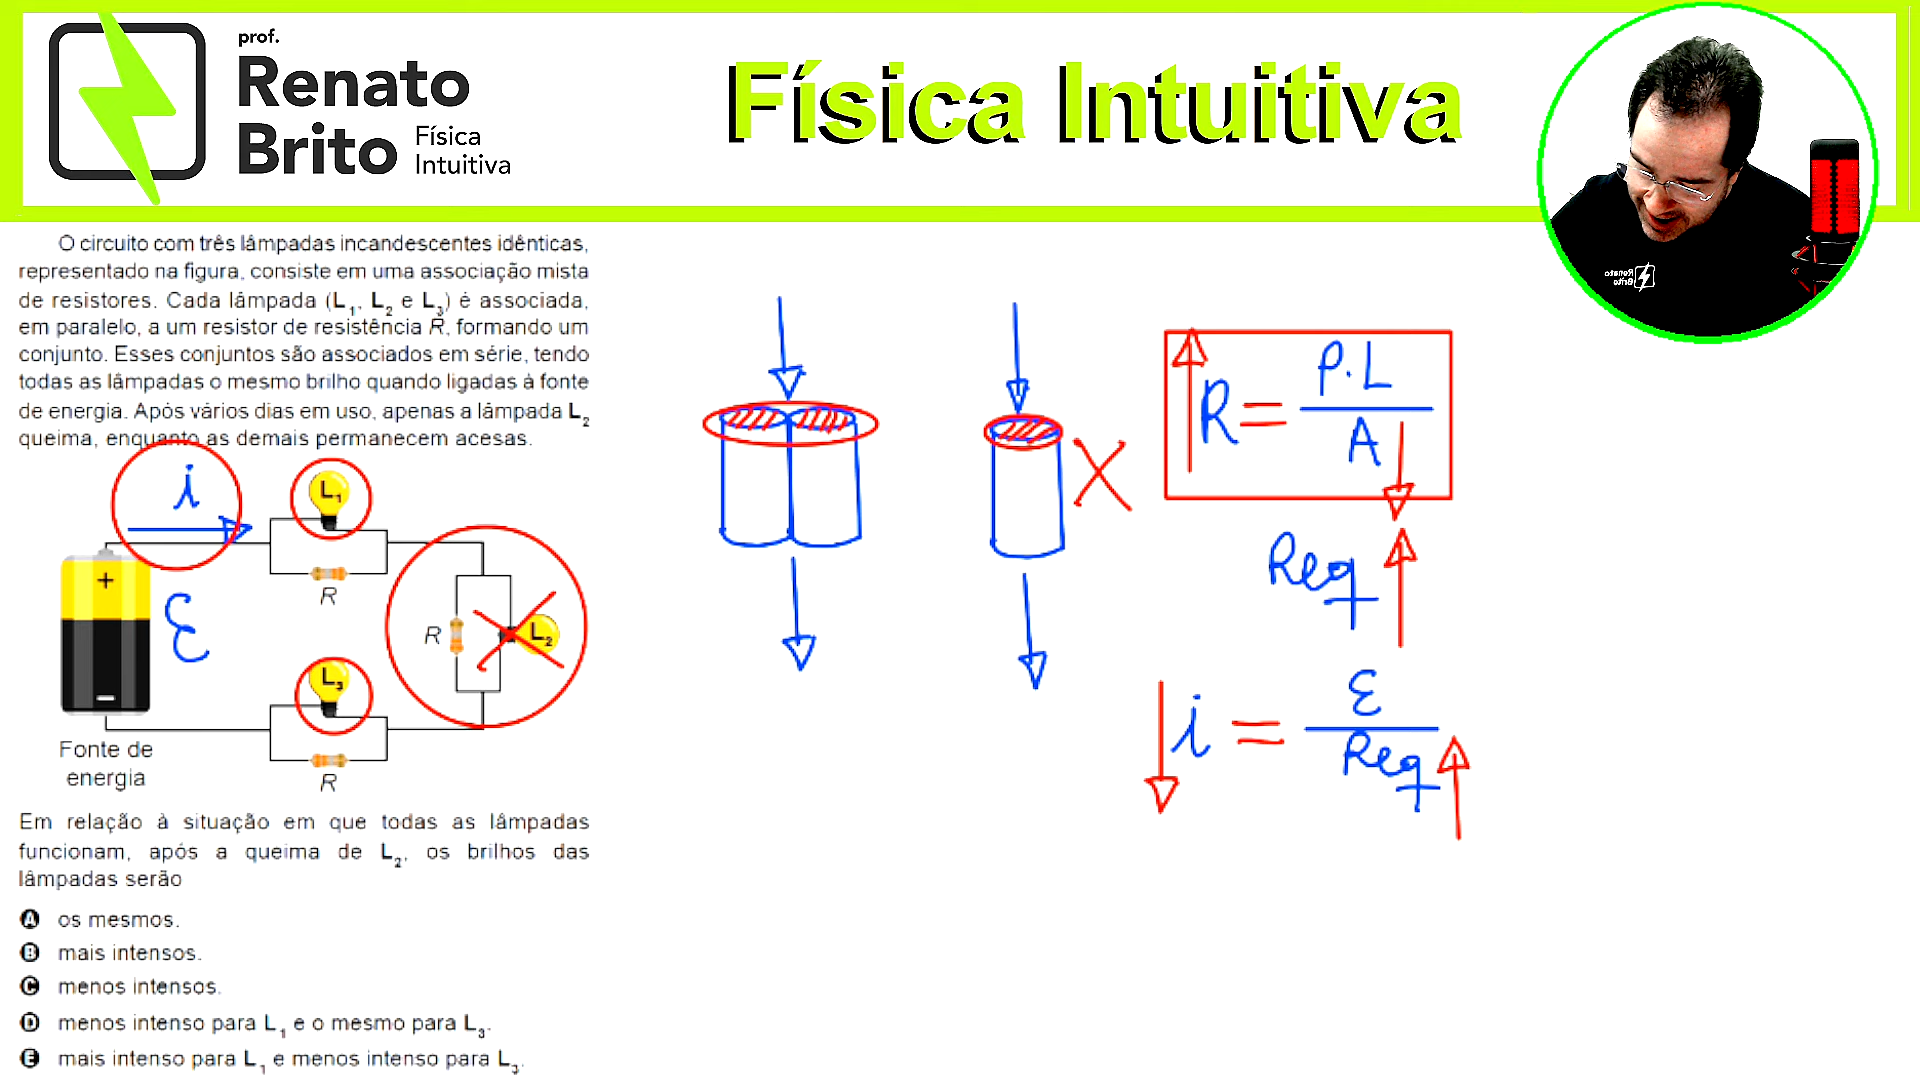 prof.
Renato
Brito Física
Intuitiva
Física Intuitiva
Renato
Brito
O circuito com três lâmpadas incandescentes idênticas,
representado na figura, consiste em uma associação mista
de resistores. Cada lâmpada (L1, L2 e L3) é associada,
em paralelo, a um resistor de resistência R, formando um
conjunto. Esses conjuntos são associados em série, tendo
todas as lâmpadas o mesmo brilho quando ligadas à fonte
de energia. Após vários dias em uso, apenas a lâmpada L2
queima, enquanto as demais permanecem acesas.
i
L1
R
+
ε
R
L2
L3
R
Fonte de
energia
Em relação à situação em que todas as lâmpadas
funcionam, após a queima de L2, os brilhos das
lâmpadas serão
A os mesmos.
B mais intensos.
C menos intensos.
D menos intenso para L1 e o mesmo para L3.
E mais intenso para L1 e menos intenso para L3.
R = ρ.L / A
Req
i = ε / Req